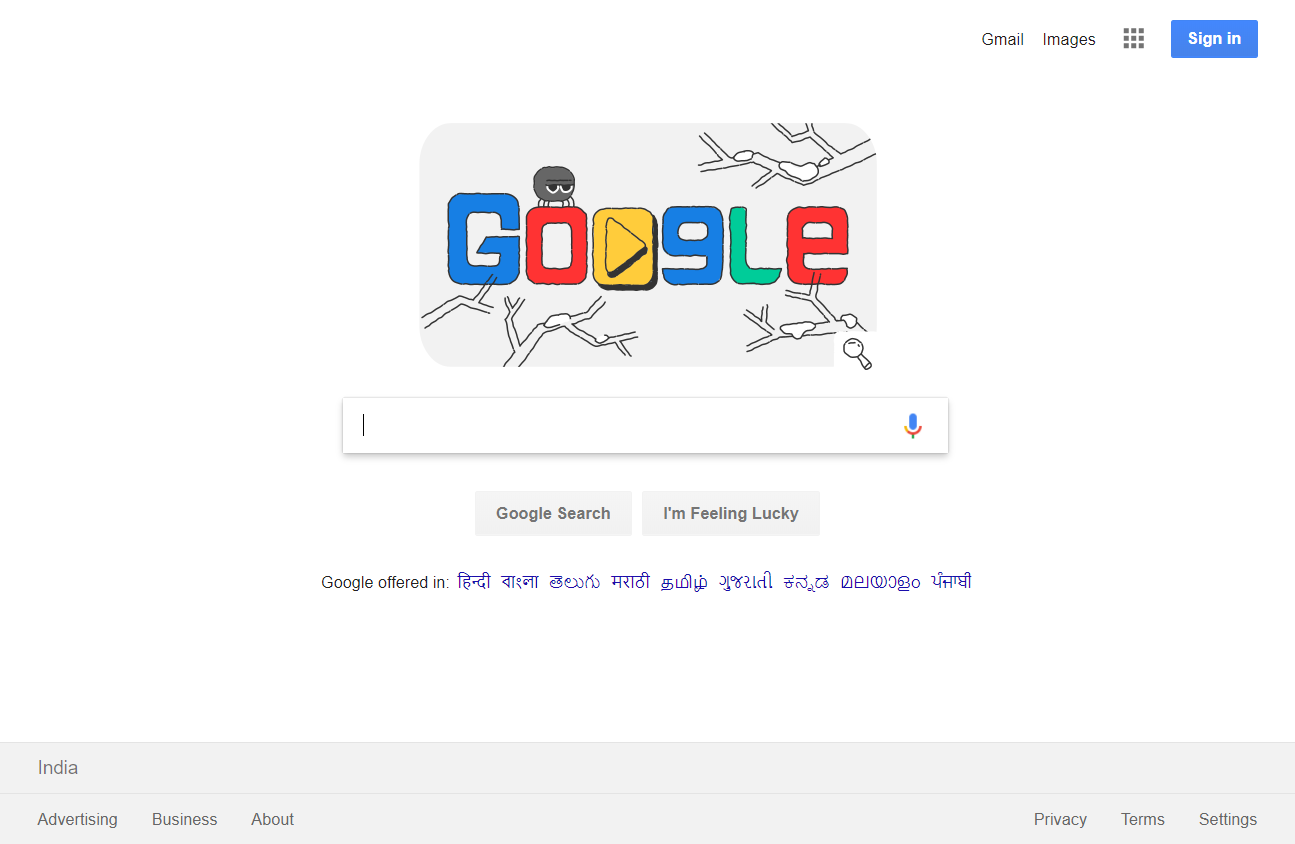 Gmail Images Sign in
Google
Google Search I'm Feeling Lucky
Google offered in: हिन्दी বাংলা తెలుగు मराठी தமிழ் ગુજરાતી ಕನ್ನಡ മലയാളം ਪੰਜਾਬੀ
India
Advertising Business About Privacy Terms Settings